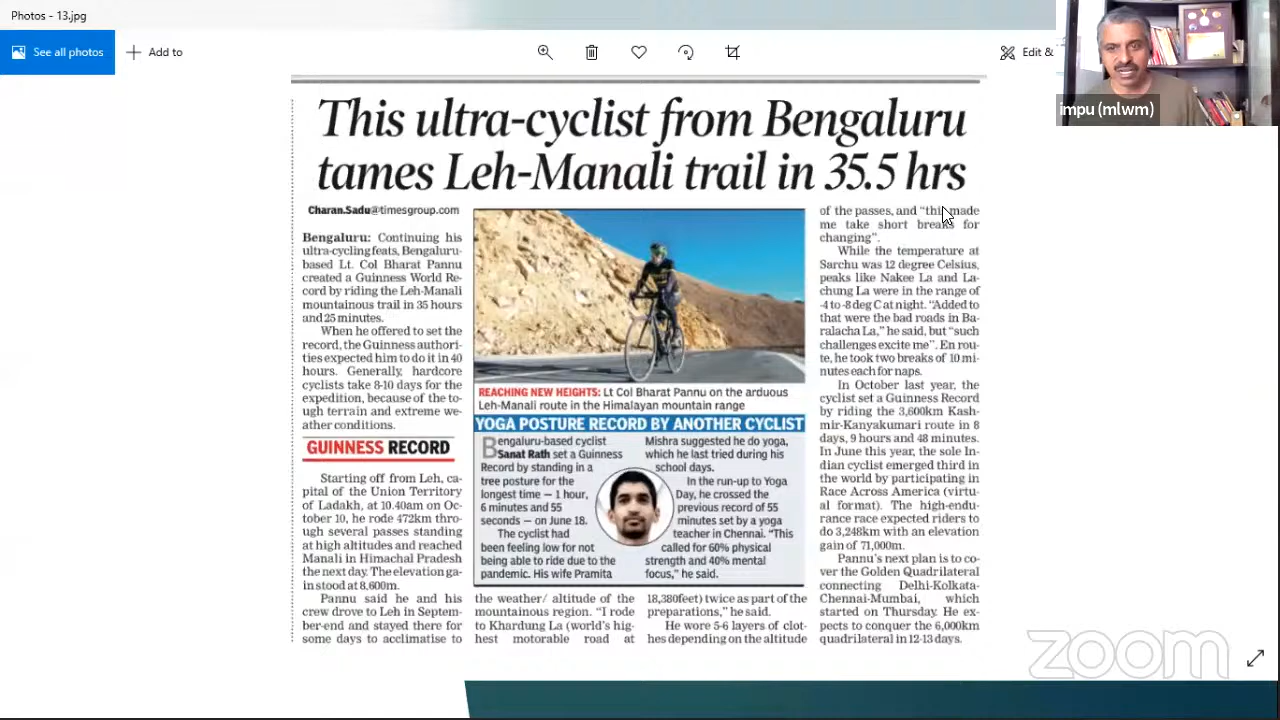 Photos - 13.jpg
See all photos
Add to
Edit &
impu (mlwm)
This ultra-cyclist from Bengaluru
tames Leh-Manali trail in 35.5 hrs
Charan.Sadu@timesgroup.com
Bengaluru: Continuing his
ultra-cycling feats, Bengaluru-
based Lt. Col Bharat Pannu
created a Guinness World Re-
cord by riding the Leh-Manali
mountainous trail in 35 hours
and 25 minutes.
When he offered to set the
record, the Guinness authori-
ties expected him to do it in 40
hours. Generally, hardcore
cyclists take 8-10 days for the
expedition, because of the to-
ugh terrain and extreme we-
ather conditions.
GUINNESS RECORD
Starting off from Leh, ca-
pital of the Union Territory
of Ladakh, at 10.40am on Oc-
tober 10, he rode 472km thro-
ugh several passes standing
at high altitudes and reached
Manali in Himachal Pradesh
the next day. The elevation ga-
in stood at 8,600m.
Pannu said he and his
crew drove to Leh in Septem-
ber-end and stayed there for
some days to acclimatise to
REACHING NEW HEIGHTS: Lt Col Bharat Pannu on the arduous
Leh-Manali route in the Himalayan mountain range
YOGA POSTURE RECORD BY ANOTHER CYCLIST
Bengaluru-based cyclist
Sanat Rath set a Guinness
Record by standing in a
tree posture for the
longest time — 1 hour,
6 minutes and 55
seconds — on June 18.
The cyclist had
been feeling low for not
being able to ride due to the
pandemic. His wife Pramita
Mishra suggested he do yoga,
which he last tried during his
school days.
In the run-up to Yoga
Day, he crossed the
previous record of 55
minutes set by a yoga
teacher in Chennai. "This
called for 60% physical
strength and 40% mental
focus," he said.
the weather/ altitude of the
mountainous region. "I rode
to Khardung La (world's hig-
hest motorable road at
18,380feet) twice as part of the
preparations," he said.
He wore 5-6 layers of clot-
hes depending on the altitude
of the passes, and "this made
me take short breaks for
changing".
While the temperature at
Sarchu was 12 degree Celsius,
peaks like Nakee La and La-
chung La were in the range of
-4 to -8 deg C at night. "Added to
that were the bad roads in Ba-
ralacha La," he said, but "such
challenges excite me". En rou-
te, he took two breaks of 10 mi-
nutes each for naps.
In October last year, the
cyclist set a Guinness Record
by riding the 3,600km Kash-
mir-Kanyakumari route in 8
days, 9 hours and 48 minutes.
In June this year, the sole In-
dian cyclist emerged third in
the world by participating in
Race Across America (virtu-
al format). The high-endu-
rance race expected riders to
do 3,248km with an elevation
gain of 71,000m.
Pannu's next plan is to co-
ver the Golden Quadrilateral
connecting Delhi-Kolkata-
Chennai-Mumbai, which
started on Thursday. He ex-
pects to conquer the 6,000km
quadrilateral in 12-13 days.
zoom